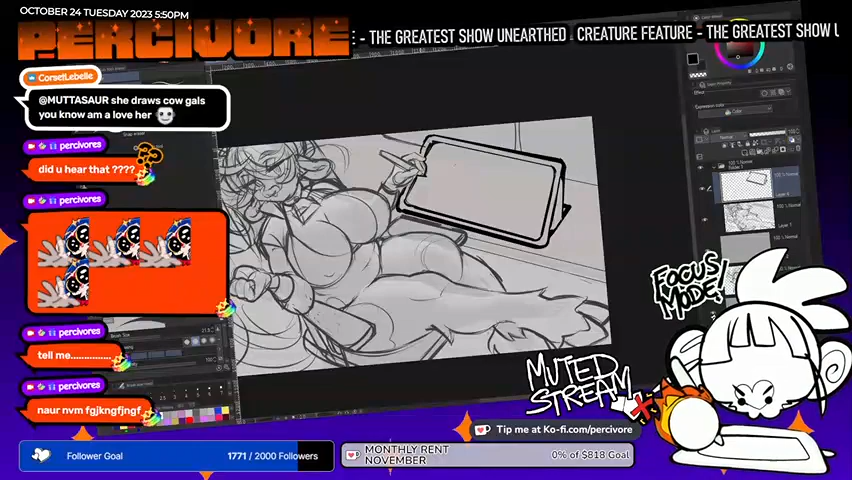 OCTOBER 24 TUESDAY 2023 5:50PM
PERCIVORE
- THE GREATEST SHOW UNEARTHED . CREATURE FEATURE - THE GREATEST SHOW U
CorsetLebelle
@MUTTASAUR she draws cow gals
you know am a love her
percivores
did u hear that ????
percivores
percivores
tell me................
percivores
naur nvm fgjkngfjngf
FOCUS
MODE!
MUTED
STREAM
Tip me at Ko-fi.com/percivore
Follower Goal
1771 / 2000 Followers
MONTHLY RENT
NOVEMBER
0% of $818 Goal